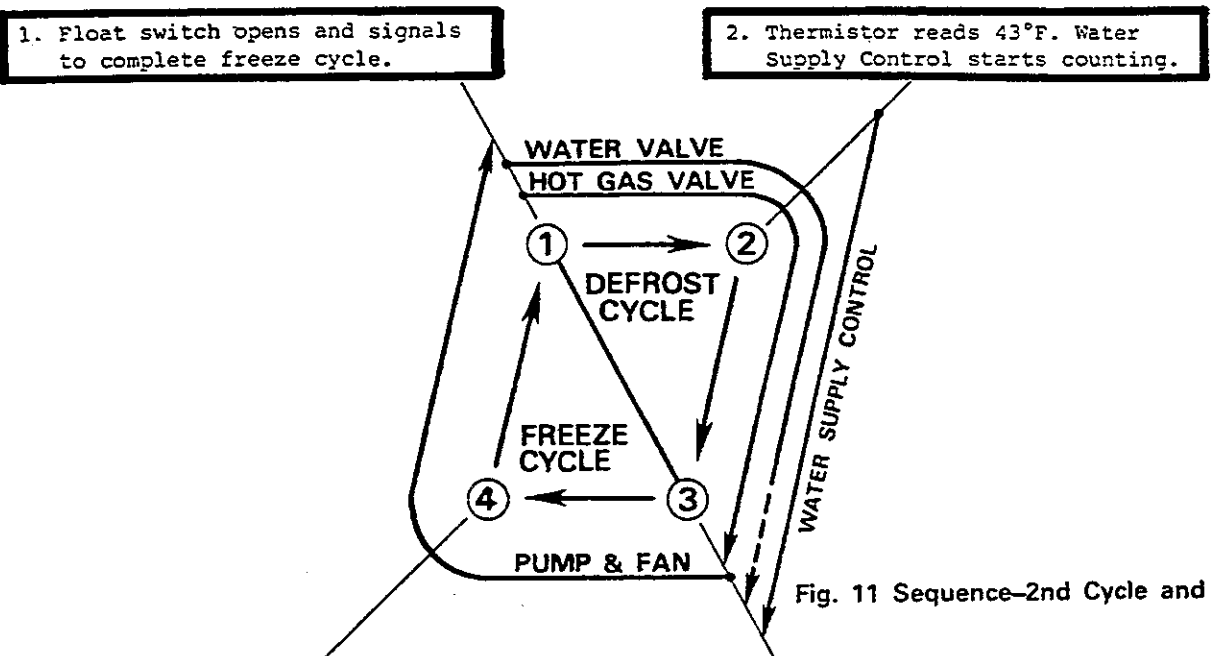 1. Float switch opens and signals
to complete freeze cycle.
2. Thermistor reads 43°F. Water
Supply Control starts counting.
WATER VALVE
HOT GAS VALVE
1
2
DEFROST
CYCLE
WATER SUPPLY CONTROL
FREEZE
CYCLE
4
3
PUMP & FAN
Fig. 11 Sequence–2nd Cycle and